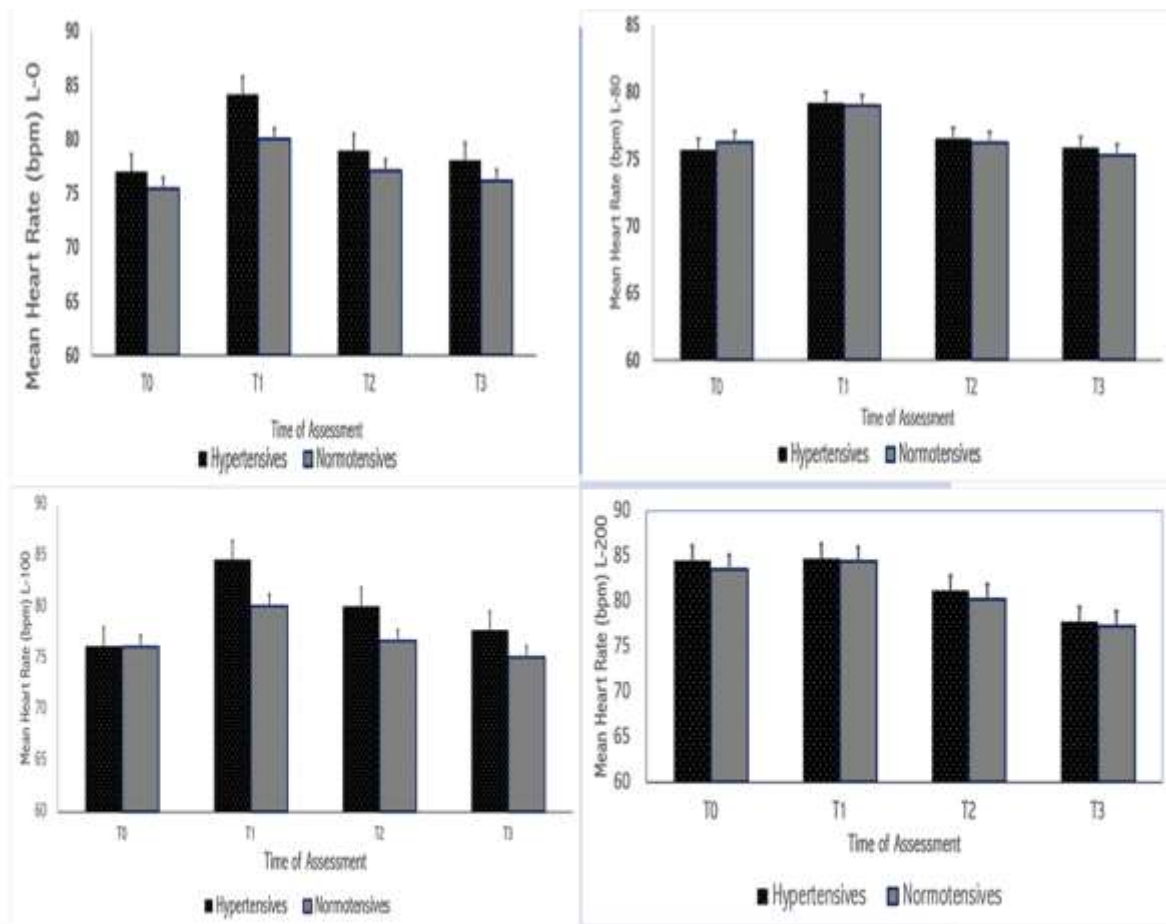 Mean Heart Rate (bpm) L-0
90
85
80
75
70
65
60
T0 T1 T2 T3
Time of Assessment
Hypertensives Normotensives
Mean Heart Rate (bpm) L-80
85
80
75
70
65
60
T0 T1 T2 T3
Time of Assessment
Hypertensives Normotensives
Mean Heart Rate (bpm) L-100
90
85
80
75
70
65
60
T0 T1 T2 T3
Time of Assessment
Hypertensives Normotensives
Mean Heart Rate (bpm) L-200
90
85
80
75
70
65
60
T0 T1 T2 T3
Time of Assessment
Hypertensives Normotensives